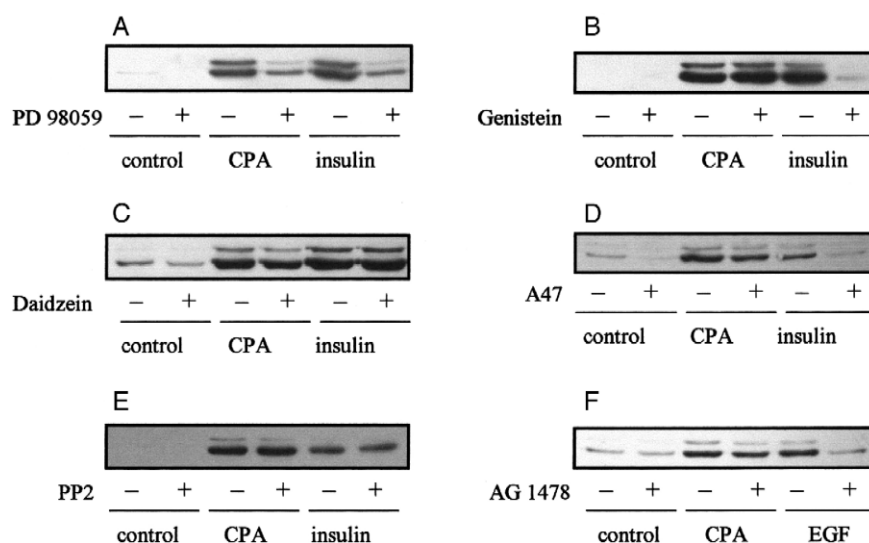 A
PD 98059 – + – + – +
control CPA insulin
B
Genistein – + – + – +
control CPA insulin
C
Daidzein – + – + – +
control CPA insulin
D
A47 – + – + – +
control CPA insulin
E
PP2 – + – + – +
control CPA insulin
F
AG 1478 – + – + – +
control CPA EGF